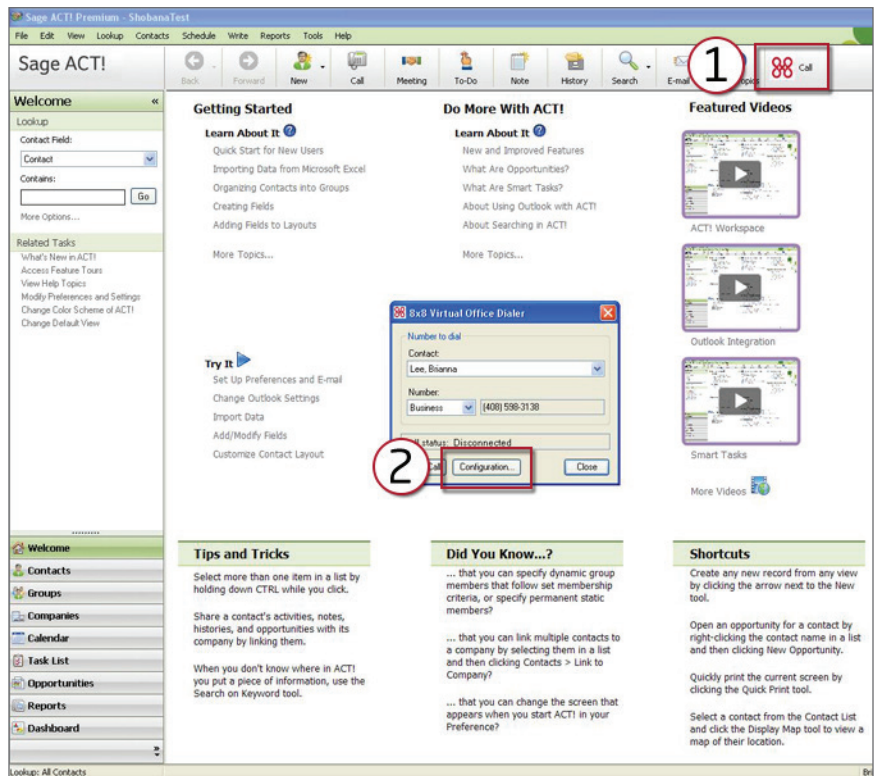 Sage ACT! Premium - ShobanaTest
File Edit View Lookup Contacts Schedule Write Reports Tools Help
Sage ACT!
Back Forward New Call Meeting To-Do Note History Search E-mail 1 Call
Welcome «
Lookup
Contact Field:
Contact
Contains:
Go
More Options...
Related Tasks
What's New in ACT!
Access Feature Tours
View Help Topics
Modify Preferences and Settings
Change Color Scheme of ACT!
Change Default View
Getting Started
Learn About It ?
Quick Start for New Users
Importing Data from Microsoft Excel
Organizing Contacts into Groups
Creating Fields
Adding Fields to Layouts
More Topics...
Try It
Set Up Preferences and E-mail
Change Outlook Settings
Import Data
Add/Modify Fields
Customize Contact Layout
Do More With ACT!
Learn About It ?
New and Improved Features
What Are Opportunities?
What Are Smart Tasks?
About Using Outlook with ACT!
About Searching in ACT!
More Topics...
Featured Videos
ACT! Workspace
Outlook Integration
Smart Tasks
More Videos
8x8 Virtual Office Dialer
Number to dial
Contact:
Lee, Brianna
Number:
Business (408) 598-3138
status: Disconnected
2 Call Configuration... Close
Welcome
Contacts
Groups
Companies
Calendar
Task List
Opportunities
Reports
Dashboard
Tips and Tricks
Select more than one item in a list by
holding down CTRL while you click.
Share a contact's activities, notes,
histories, and opportunities with its
company by linking them.
When you don't know where in ACT!
you put a piece of information, use the
Search on Keyword tool.
Did You Know...?
... that you can specify dynamic group
members that follow set membership
criteria, or specify permanent static
members?
... that you can link multiple contacts to
a company by selecting them in a list
and then clicking Contacts > Link to
Company?
... that you can change the screen that
appears when you start ACT! in your
Preference?
Shortcuts
Create any new record from any view
by clicking the arrow next to the New
tool.
Open an opportunity for a contact by
right-clicking the contact name in a list
and then clicking New Opportunity.
Quickly print the current screen by
clicking the Quick Print tool.
Select a contact from the Contact List
and click the Display Map tool to view a
map of their location.
Lookup: All Contacts